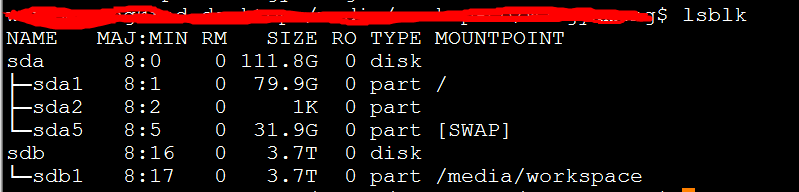 $ lsblk
NAME MAJ:MIN RM SIZE RO TYPE MOUNTPOINT
sda 8:0 0 111.8G 0 disk
├─sda1 8:1 0 79.9G 0 part /
├─sda2 8:2 0 1K 0 part
└─sda5 8:5 0 31.9G 0 part [SWAP]
sdb 8:16 0 3.7T 0 disk
└─sdb1 8:17 0 3.7T 0 part /media/workspace